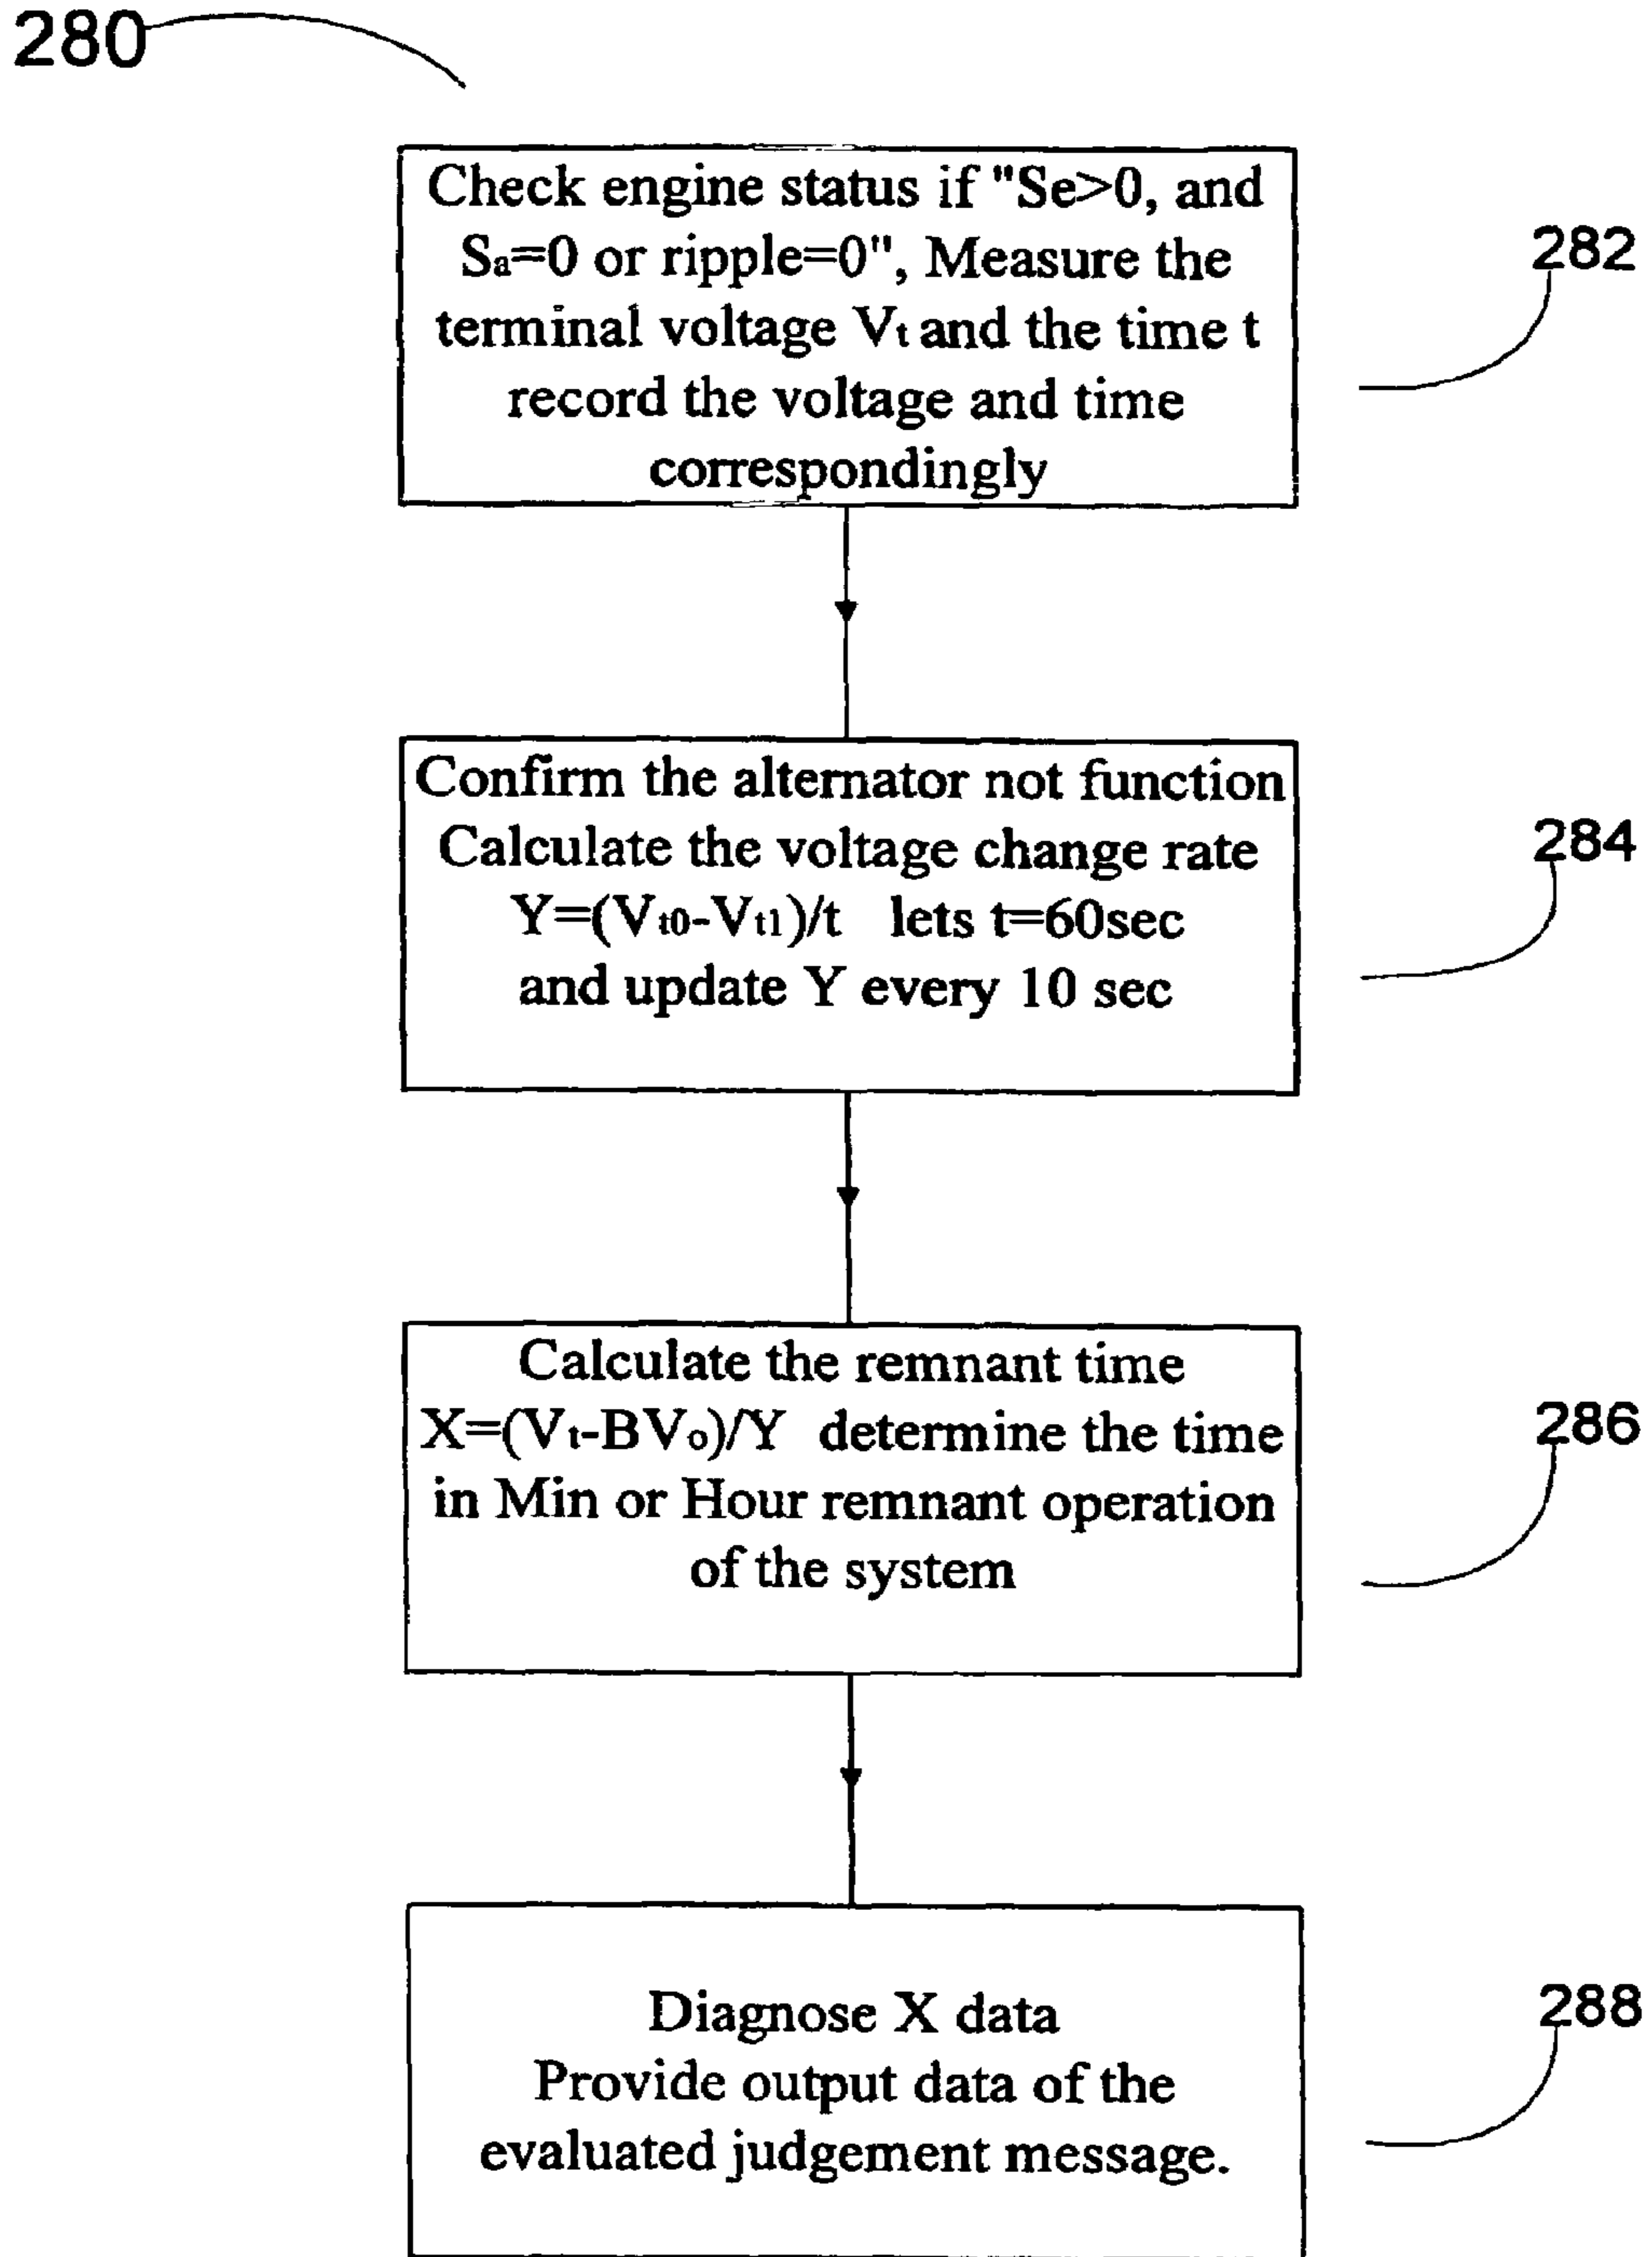 280
Check engine status if "Se>0, and
Sa=0 or ripple=0", Measure the
terminal voltage Vt and the time t
record the voltage and time
correspondingly
282
Confirm the alternator not function
Calculate the voltage change rate
Y=(Vt0-Vt1)/t lets t=60sec
and update Y every 10 sec
284
Calculate the remnant time
X=(Vt-BVo)/Y determine the time
in Min or Hour remnant operation
of the system
286
Diagnose X data
Provide output data of the
evaluated judgement message.
288